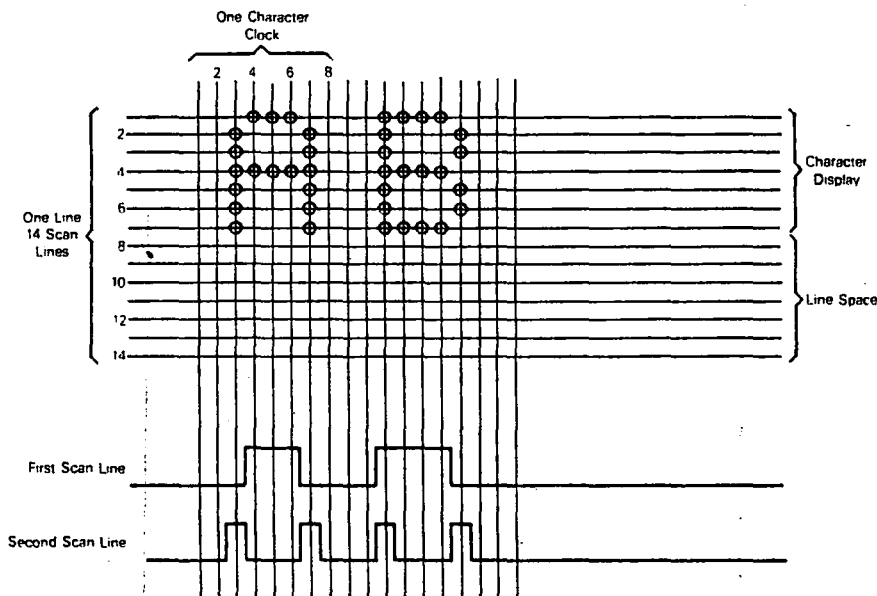 One Character
Clock
2 4 6 8
2
4
6
8
10
12
14
One Line
14 Scan
Lines
Character
Display
Line Space
First Scan Line
Second Scan Line